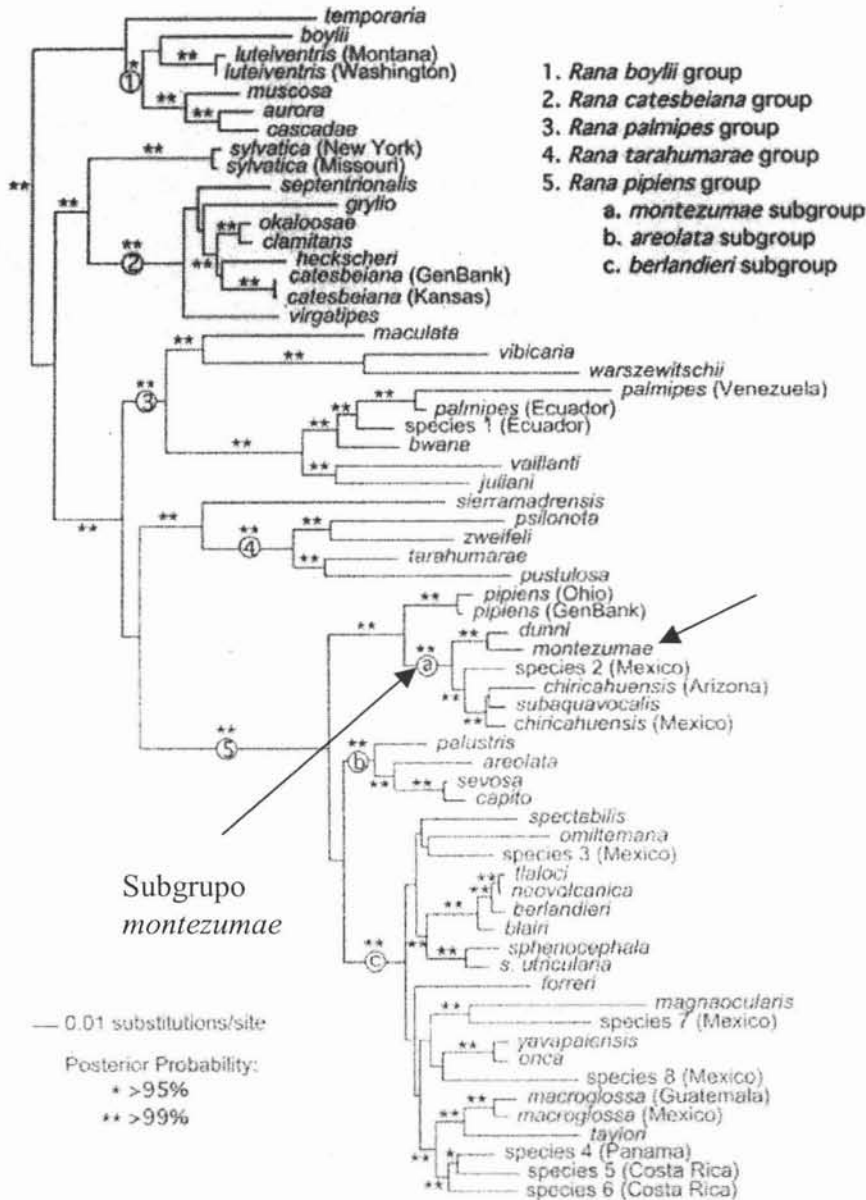 temporaria
boylii
luteiventris (Montana)
luteiventris (Washington)
muscosa
aurora
cascadae
sylvatica (New York)
sylvatica (Missouri)
septentrionalis
grylio
okaloosae
clamitans
heckscheri
catesbeiana (GenBank)
catesbeiana (Kansas)
virgatipes
maculata
vibicaria
warszewitschii
palmipes (Venezuela)
palmipes (Ecuador)
species 1 (Ecuador)
bwana
vaillanti
juliani
sierramadrensis
psilonota
zweifeli
tarahumarae
pustulosa
pipiens (Ohio)
pipiens (GenBank)
dunni
montezumae
species 2 (Mexico)
chiricahuensis (Arizona)
subaquavocalis
chiricahuensis (Mexico)
palustris
areolata
sevosa
capito
spectabilis
omiltemana
species 3 (Mexico)
tlaloci
neovolcanica
berlandieri
blairi
sphenocephala
s. utricularia
forreri
magnaocularis
species 7 (Mexico)
yavapaiensis
onca
species 8 (Mexico)
macroglossa (Guatemala)
macroglossa (Mexico)
taylori
species 4 (Panama)
species 5 (Costa Rica)
species 6 (Costa Rica)
1
2
3
4
5
a
b
c
1. Rana boylii group
2. Rana catesbeiana group
3. Rana palmipes group
4. Rana tarahumarae group
5. Rana pipiens group
a. montezumae subgroup
b. areolata subgroup
c. berlandieri subgroup
Subgrupo
montezumae
— 0.01 substitutions/site
Posterior Probability:
* >95%
** >99%